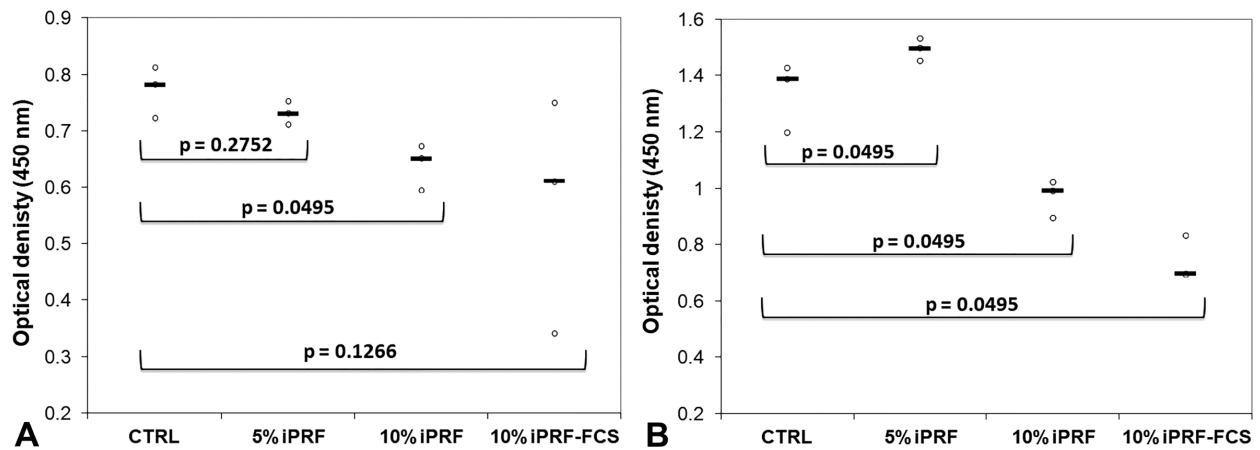 Optical denisty (450 nm)
0.9
0.8
0.7
0.6
0.5
0.4
0.3
0.2
p = 0.2752
p = 0.0495
p = 0.1266
CTRL 5% iPRF 10% iPRF 10% iPRF-FCS
A
Optical denisty (450 nm)
1.6
1.4
1.2
1
0.8
0.6
0.4
0.2
p = 0.0495
p = 0.0495
p = 0.0495
CTRL 5% iPRF 10% iPRF 10% iPRF-FCS
B